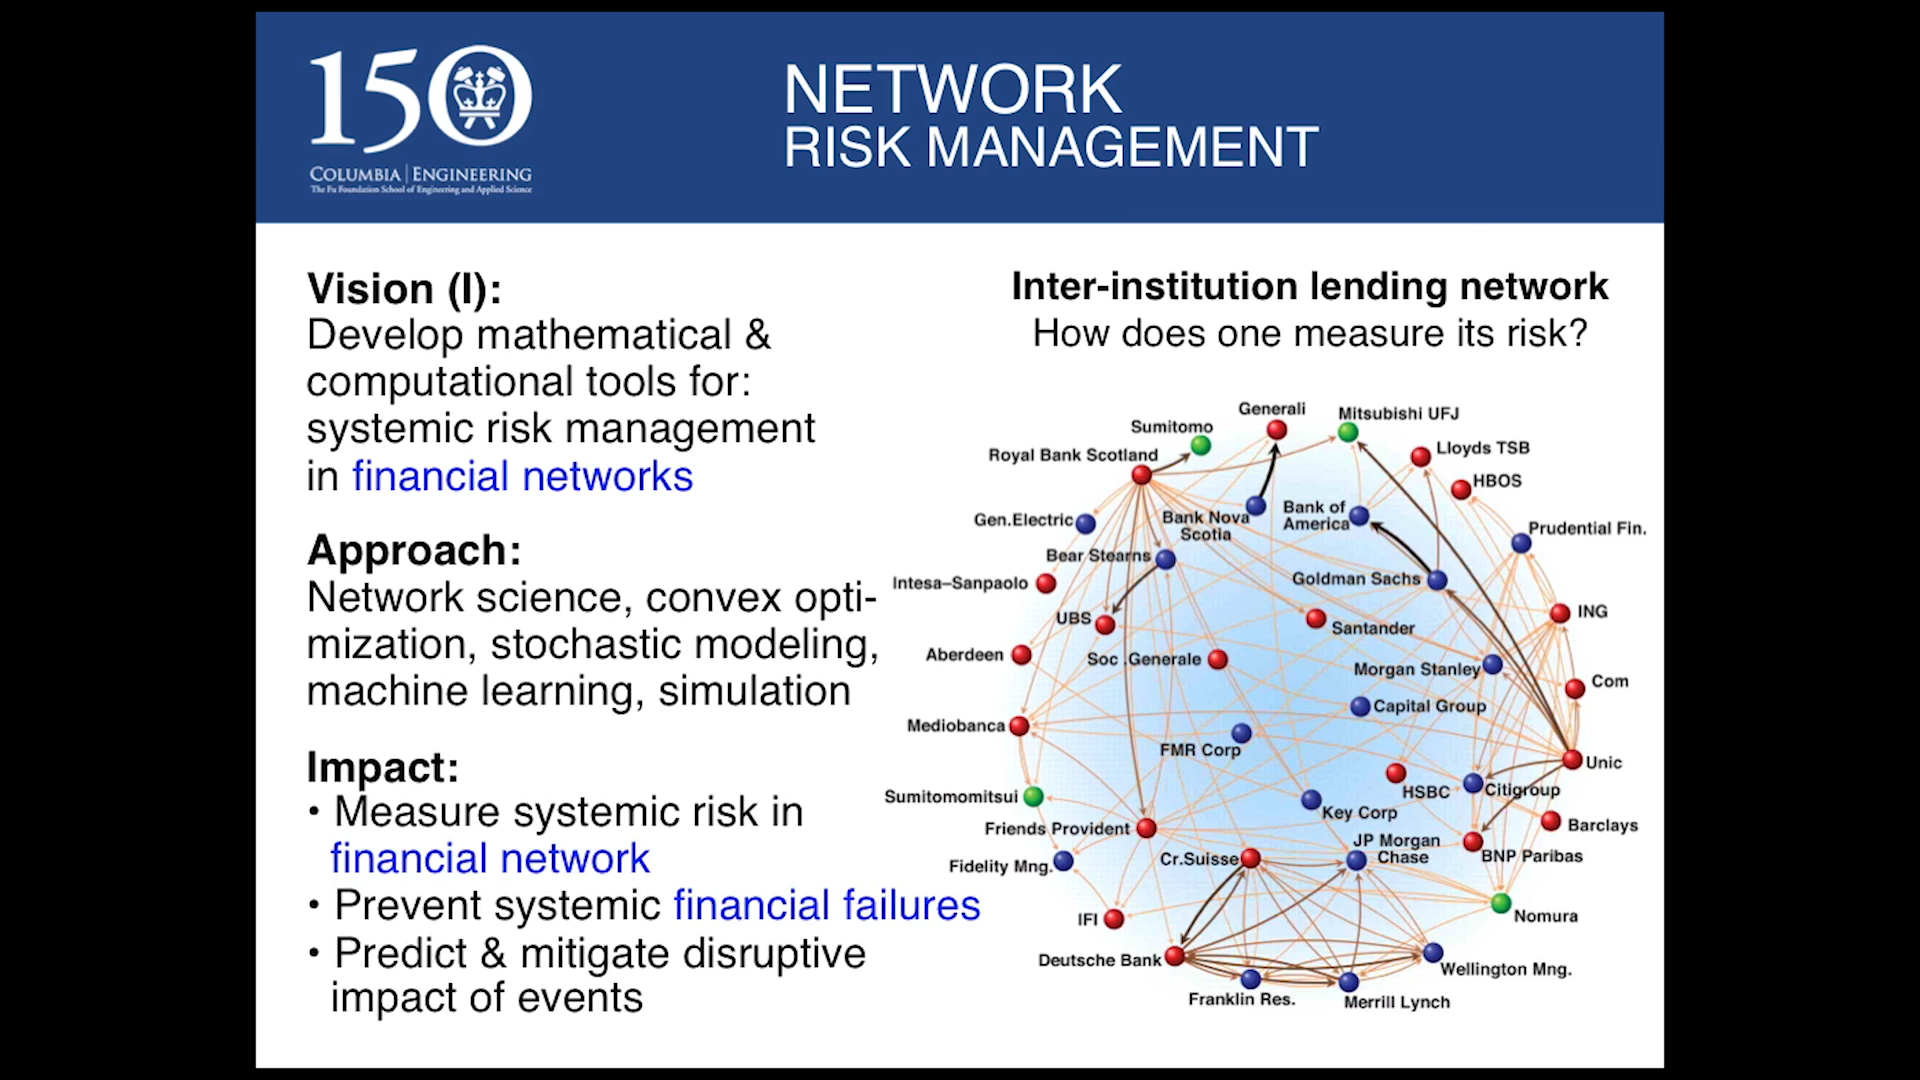 150
COLUMBIA | ENGINEERING
The Fu Foundation School of Engineering and Applied Science
NETWORK
RISK MANAGEMENT
Vision (I):
Develop mathematical &
computational tools for:
systemic risk management
in financial networks
Approach:
Network science, convex opti-
mization, stochastic modeling,
machine learning, simulation
Impact:
• Measure systemic risk in
financial network
• Prevent systemic financial failures
• Predict & mitigate disruptive
impact of events
Inter-institution lending network
How does one measure its risk?
Generali
Mitsubishi UFJ
Sumitomo
Lloyds TSB
Royal Bank Scotland
HBOS
Gen.Electric
Bank Nova
Scotia
Bank of
America
Prudential Fin.
Bear Stearns
Goldman Sachs
Intesa–Sanpaolo
ING
UBS
Santander
Aberdeen
Soc .Generale
Morgan Stanley
Com
Capital Group
Mediobanca
FMR Corp
Unic
HSBC
Citigroup
Sumitomomitsui
Key Corp
Barclays
Friends Provident
JP Morgan
Chase
BNP Paribas
Fidelity Mng.
Cr.Suisse
IFI
Nomura
Deutsche Bank
Wellington Mng.
Franklin Res.
Merrill Lynch